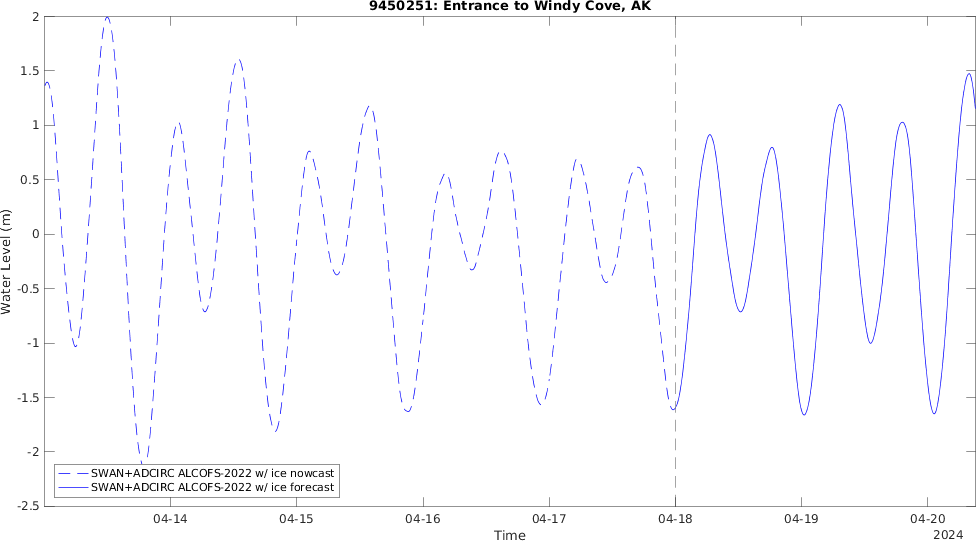 9450251: Entrance to Windy Cove, AK
2
1.5
1
0.5
0
-0.5
-1
-1.5
-2
-2.5
Water Level (m)
SWAN+ADCIRC ALCOFS-2022 w/ ice nowcast
SWAN+ADCIRC ALCOFS-2022 w/ ice forecast
04-14 04-15 04-16 04-17 04-18 04-19 04-20
Time
2024